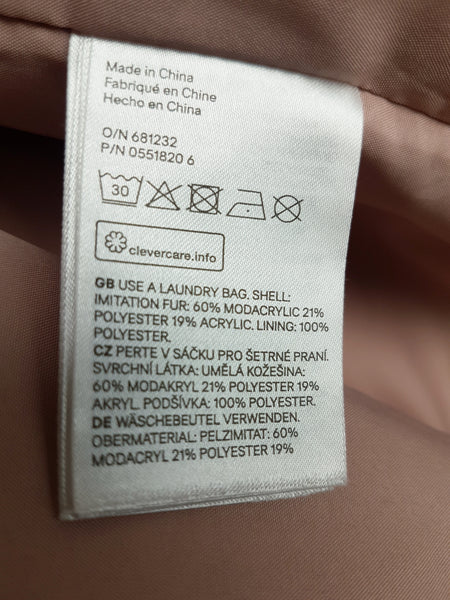 Made in China
Fabriqué en Chine
Hecho en China
O/N 681232
P/N 0551820 6
30
clevercare.info
GB USE A LAUNDRY BAG. SHELL:
IMITATION FUR: 60% MODACRYLIC 21%
POLYESTER 19% ACRYLIC. LINING: 100%
POLYESTER.
CZ PERTE V SÁČKU PRO ŠETRNÉ PRANÍ.
SVRCHNÍ LÁTKA: UMĚLÁ KOŽEŠINA:
60% MODAKRYL 21% POLYESTER 19%
AKRYL. PODŠÍVKA: 100% POLYESTER.
DE WÄSCHEBEUTEL VERWENDEN.
OBERMATERIAL: PELZIMITAT: 60%
MODACRYL 21% POLYESTER 19%